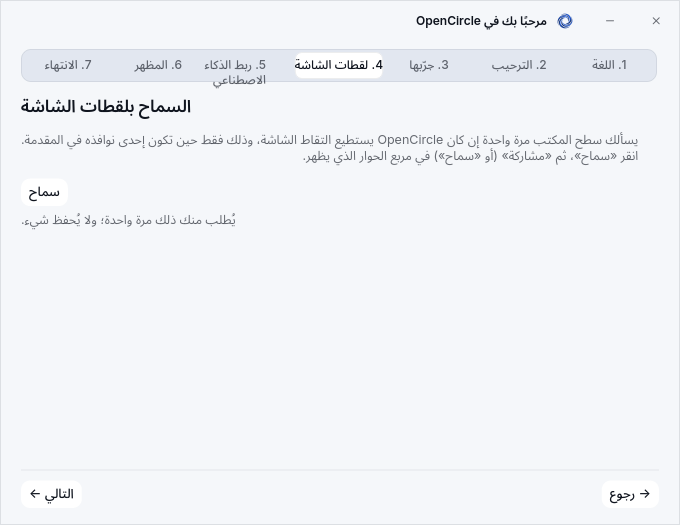 مرحبًا بك في OpenCircle
1. اللغة
2. الترحيب
3. جرّبها
4. لقطات الشاشة
5. ربط الذكاء
الاصطناعي
6. المظهر
7. الانتهاء
السماح بلقطات الشاشة
يسألك سطح المكتب مرة واحدة إن كان OpenCircle يستطيع التقاط الشاشة، وذلك فقط حين تكون إحدى نوافذه في المقدمة.
انقر «سماح»، ثم «مشاركة» (أو «سماح») في مربع الحوار الذي يظهر.
سماح
يُطلب منك ذلك مرة واحدة؛ ولا يُحفظ شيء.
→ رجوع
التالي ←